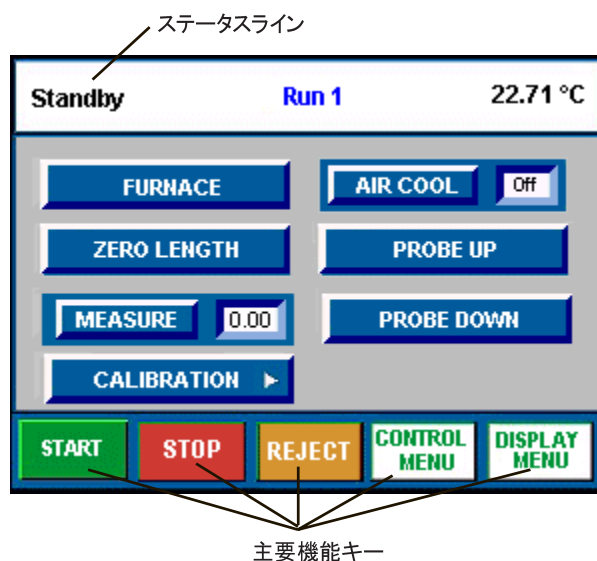 ステータスライン
Standby Run 1 22.71 °C
FURNACE AIR COOL Off
ZERO LENGTH PROBE UP
MEASURE 0.00 PROBE DOWN
CALIBRATION
START STOP REJECT CONTROL MENU DISPLAY MENU
主要機能キー